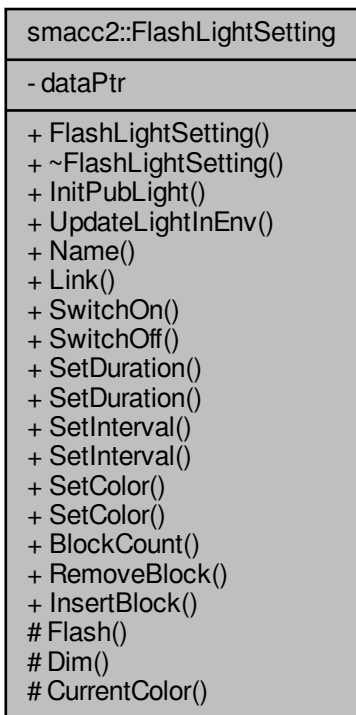 smacc2::FlashLightSetting
- dataPtr
+ FlashLightSetting()
+ ~FlashLightSetting()
+ InitPubLight()
+ UpdateLightInEnv()
+ Name()
+ Link()
+ SwitchOn()
+ SwitchOff()
+ SetDuration()
+ SetDuration()
+ SetInterval()
+ SetInterval()
+ SetColor()
+ SetColor()
+ BlockCount()
+ RemoveBlock()
+ InsertBlock()
# Flash()
# Dim()
# CurrentColor()